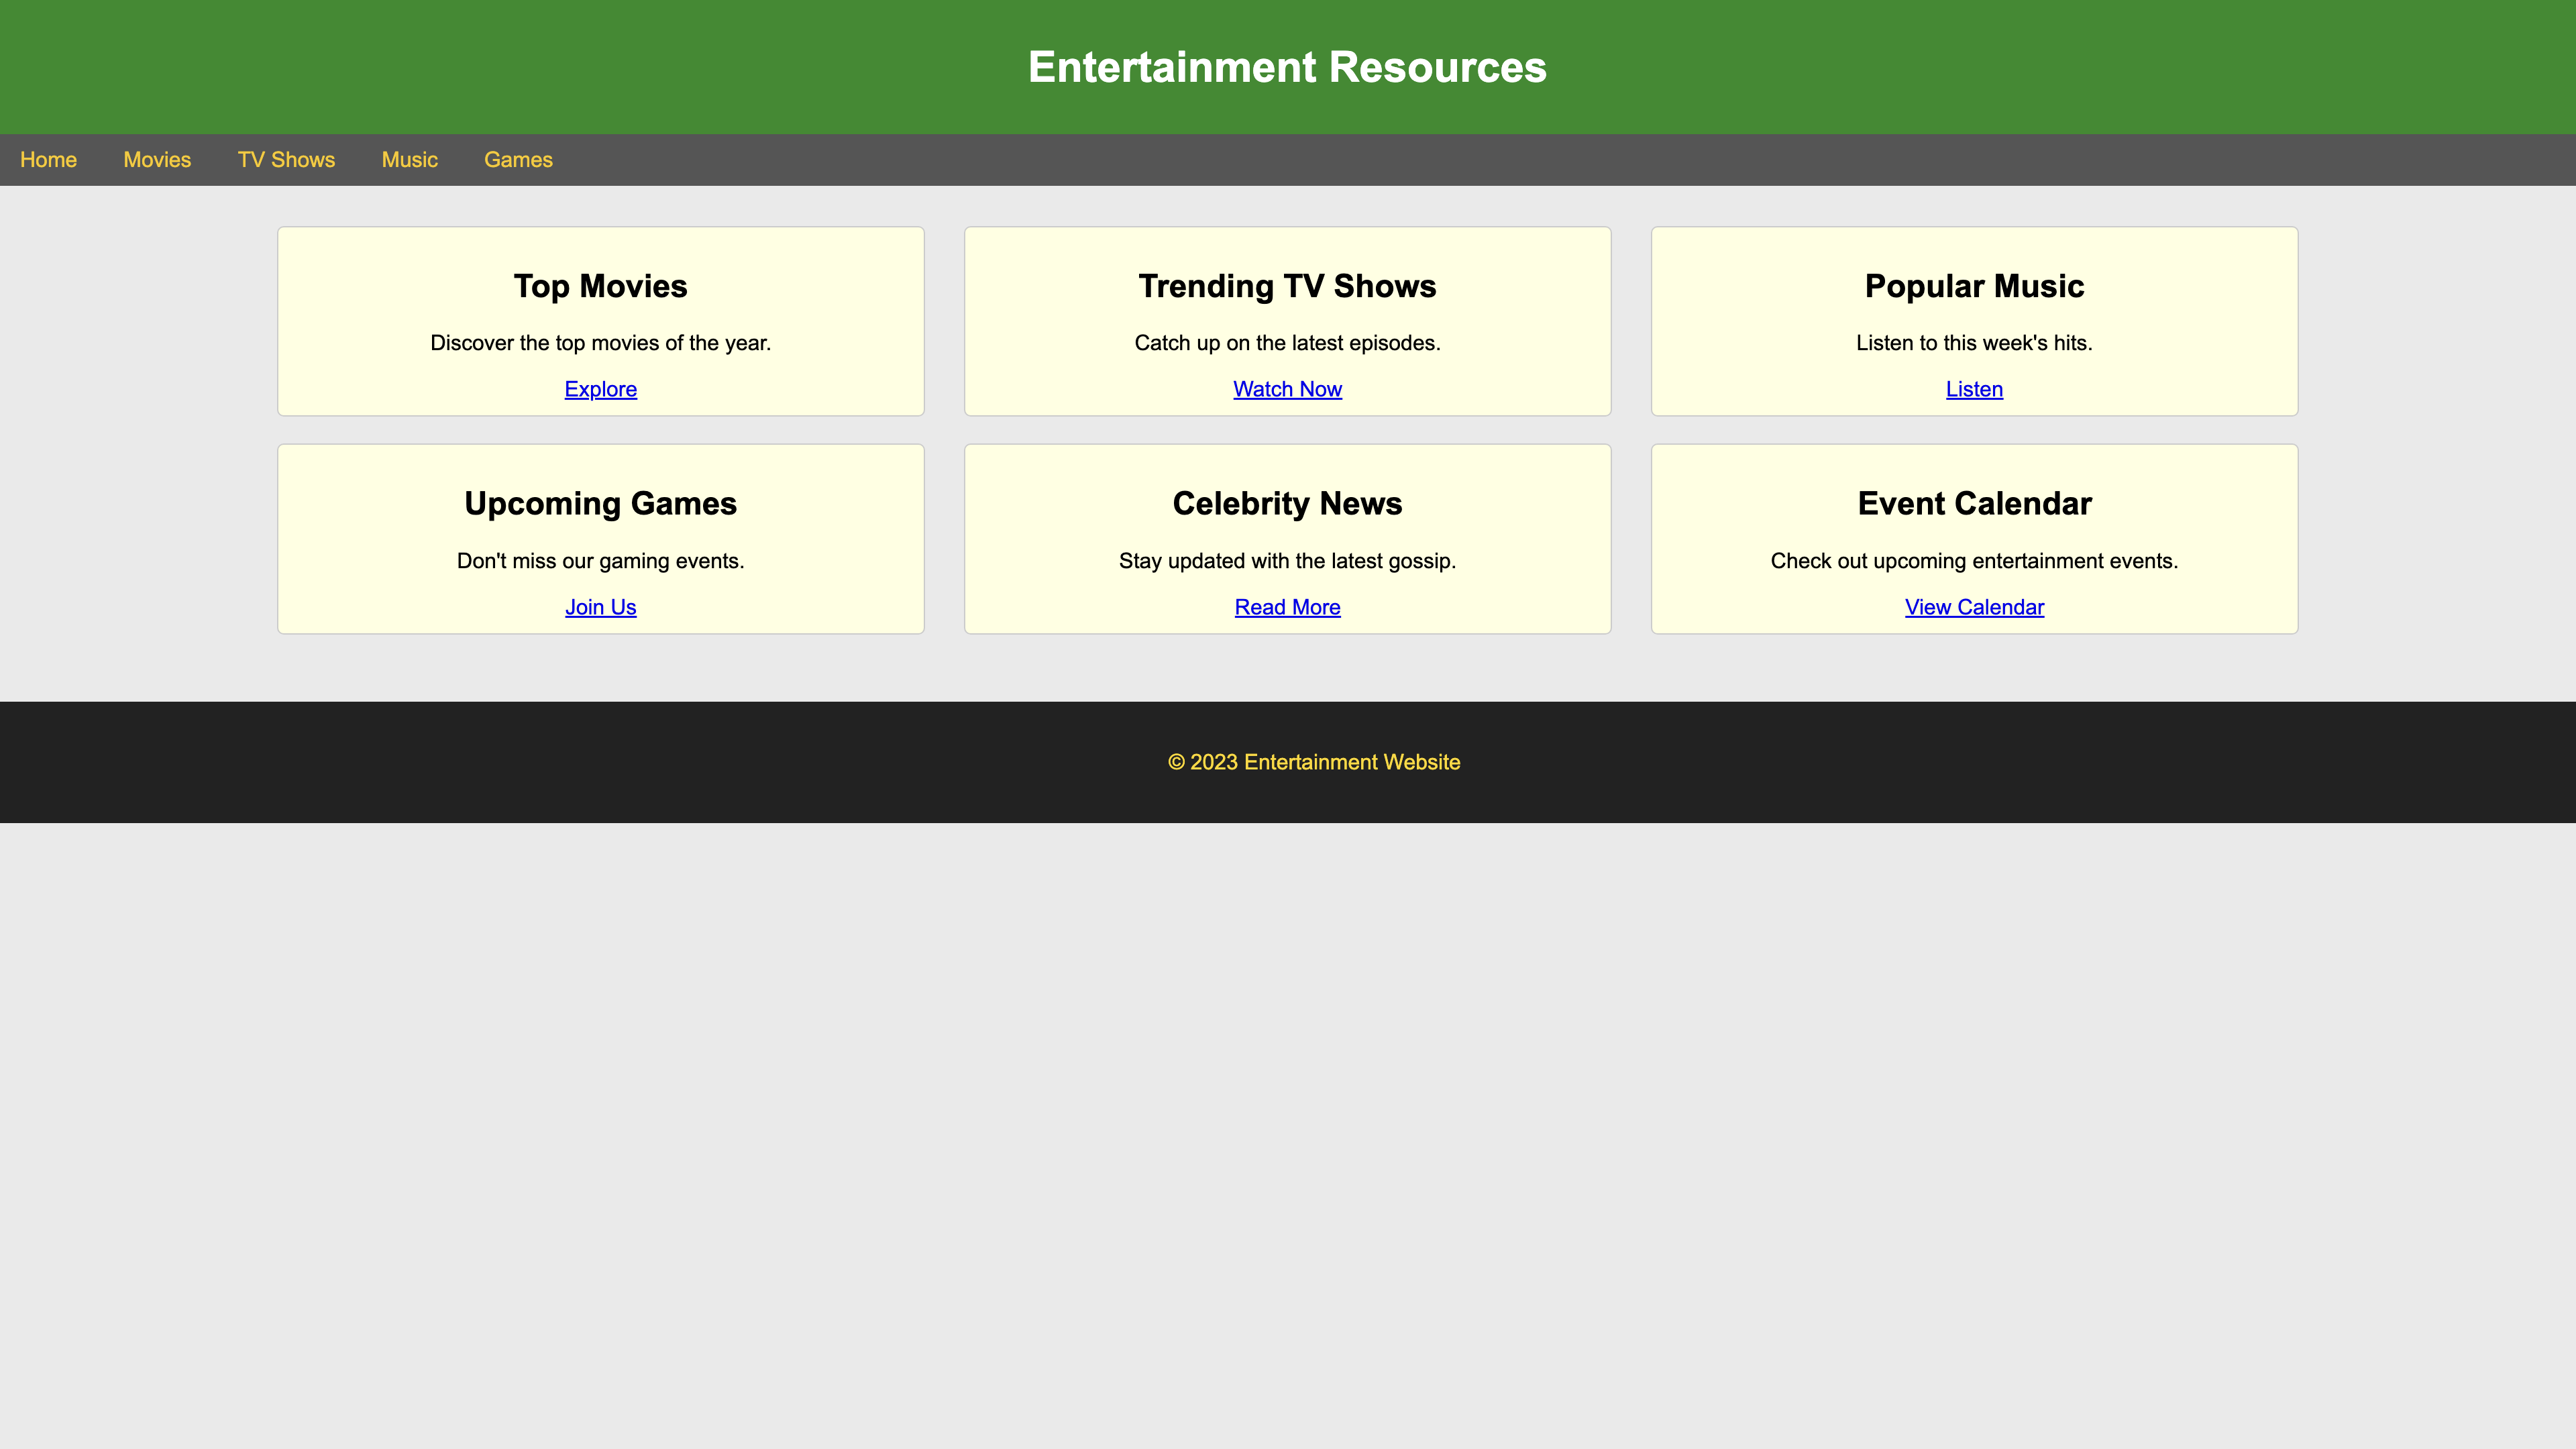 Entertainment Resources
Home Movies TV Shows Music Games
Top Movies
Discover the top movies of the year.
Explore
Trending TV Shows
Catch up on the latest episodes.
Watch Now
Popular Music
Listen to this week's hits.
Listen
Upcoming Games
Don't miss our gaming events.
Join Us
Celebrity News
Stay updated with the latest gossip.
Read More
Event Calendar
Check out upcoming entertainment events.
View Calendar
© 2023 Entertainment Website